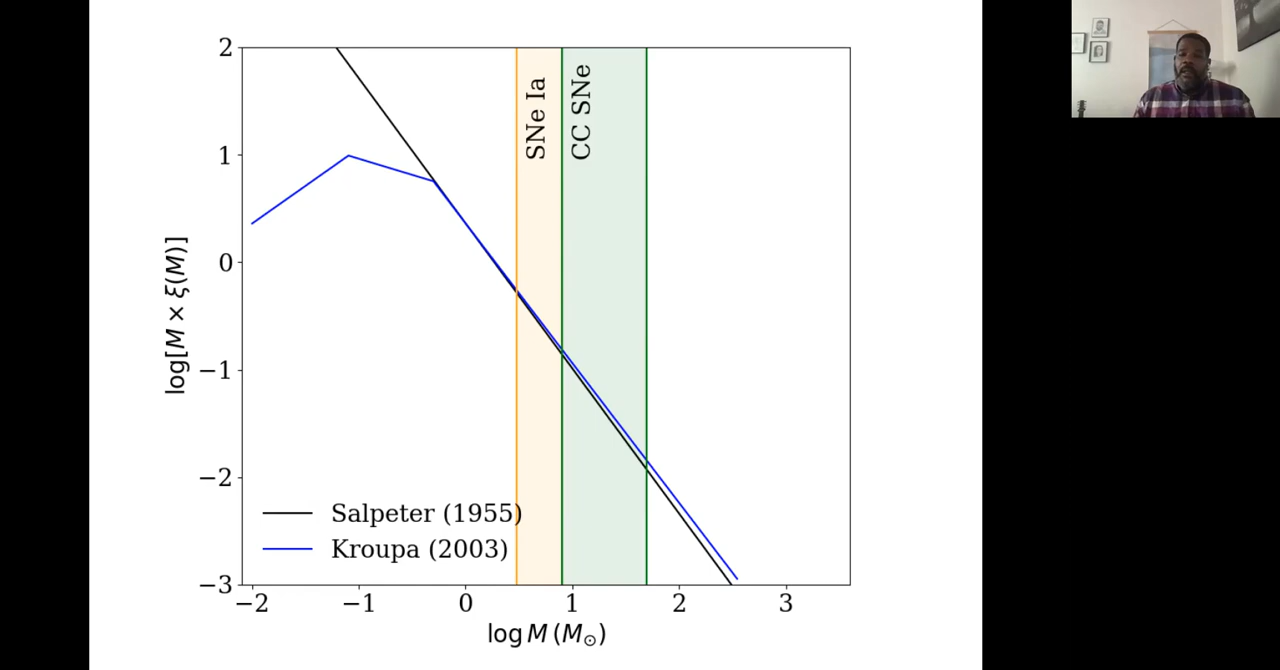 2
1
0
−1
−2
−3
−2
−1
0
1
2
3
log[M × ξ(M)]
log M (M⊙)
SNe Ia
CC SNe
Salpeter (1955)
Kroupa (2003)